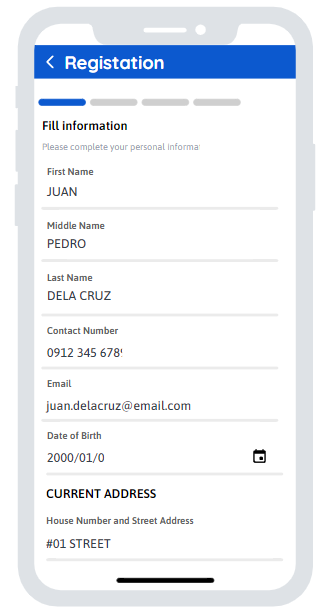 Registation
Fill information
Please complete your personal informa
First Name
JUAN
Middle Name
PEDRO
Last Name
DELA CRUZ
Contact Number
0912 345 678
Email
juan.delacruz@email.com
Date of Birth
2000/01/0
CURRENT ADDRESS
House Number and Street Address
#01 STREET